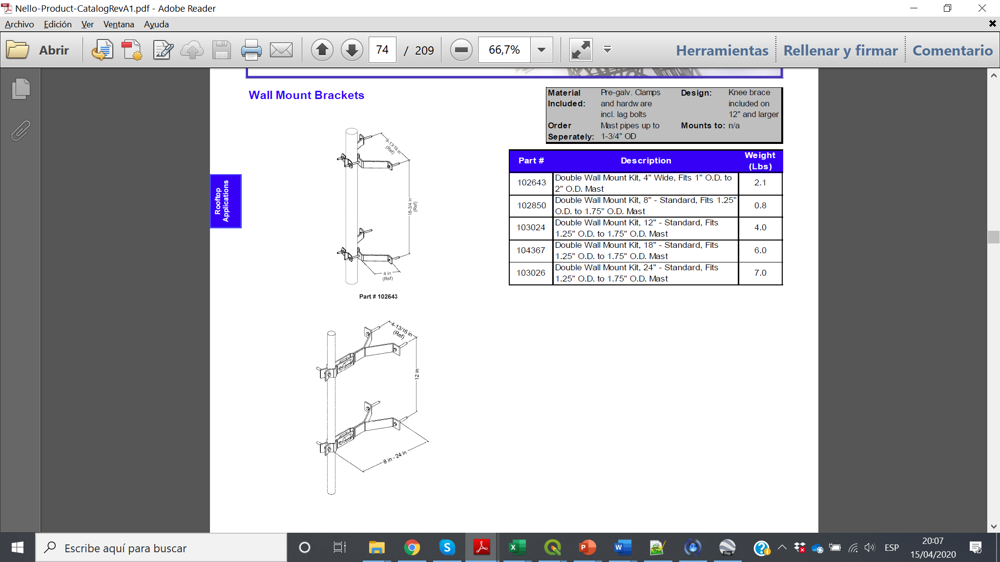 Nello-Product-CatalogRevA1.pdf - Adobe Reader
Archivo Edición Ver Ventana Ayuda
Abrir 74 / 209 66,7% Herramientas Rellenar y firmar Comentario
Wall Mount Brackets
Material Included: Pre-galv. Clamps and hardware incl. lag bolts
Design: Knee brace included on 12" and larger
Order Seperately: Mast pipes up to 1-3/4" OD
Mounts to: n/a
Part # Description Weight (Lbs)
102643 Double Wall Mount Kit, 4" Wide, Fits 1" O.D. to 2" O.D. Mast 2.1
102850 Double Wall Mount Kit, 8" - Standard, Fits 1.25" O.D. to 1.75" O.D. Mast 0.8
103024 Double Wall Mount Kit, 12" - Standard, Fits 1.25" O.D. to 1.75" O.D. Mast 4.0
104367 Double Wall Mount Kit, 18" - Standard, Fits 1.25" O.D. to 1.75" O.D. Mast 6.0
103026 Double Wall Mount Kit, 24" - Standard, Fits 1.25" O.D. to 1.75" O.D. Mast 7.0
Rooftop
Applications
9-13/16 in
(Ref)
18-3/4 in
(Ref)
4 in
(Ref)
Part # 102643
4-13/16 in
(Ref)
12 in
8 in - 24 in
Escribe aquí para buscar
Pro
ESP
20:07
15/04/2020